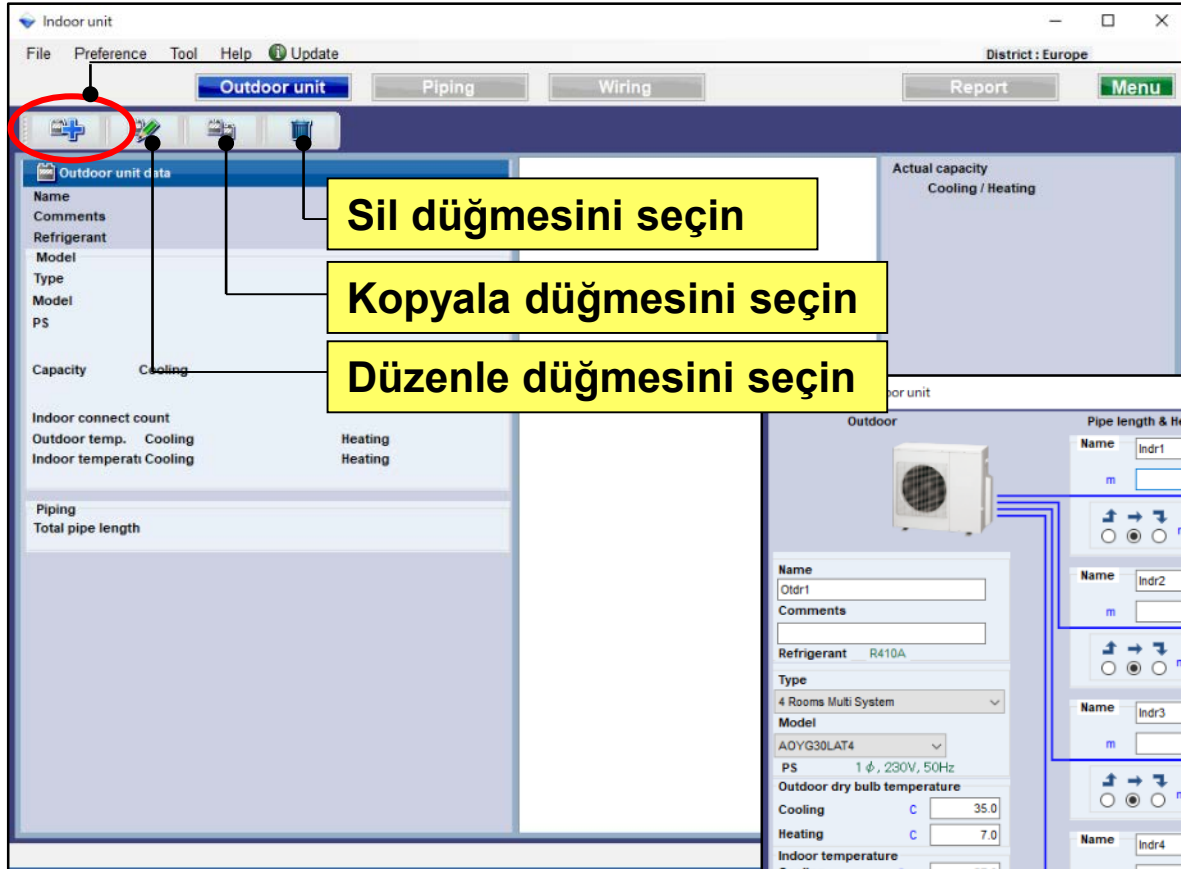 Indoor unit
File Preference Tool Help Update
District : Europe
Outdoor unit Piping Wiring Report Menu
Outdoor unit data
Name
Comments
Refrigerant
Model
Type
Model
PS
Capacity Cooling
Indoor connect count
Outdoor temp. Cooling Heating
Indoor temperati Cooling Heating
Piping
Total pipe length
Actual capacity
Cooling / Heating
Sil düğmesini seçin
Kopyala düğmesini seçin
Düzenle düğmesini seçin
oor unit
Outdoor
Name
Otdr1
Comments
Refrigerant R410A
Type
4 Rooms Multi System
Model
AOYG30LAT4
PS 1 ϕ, 230V, 50Hz
Outdoor dry bulb temperature
Cooling C 35.0
Heating C 7.0
Indoor temperature
Pipe length & He
Name Indr1
m
Name Indr2
m
Name Indr3
m
Name Indr4